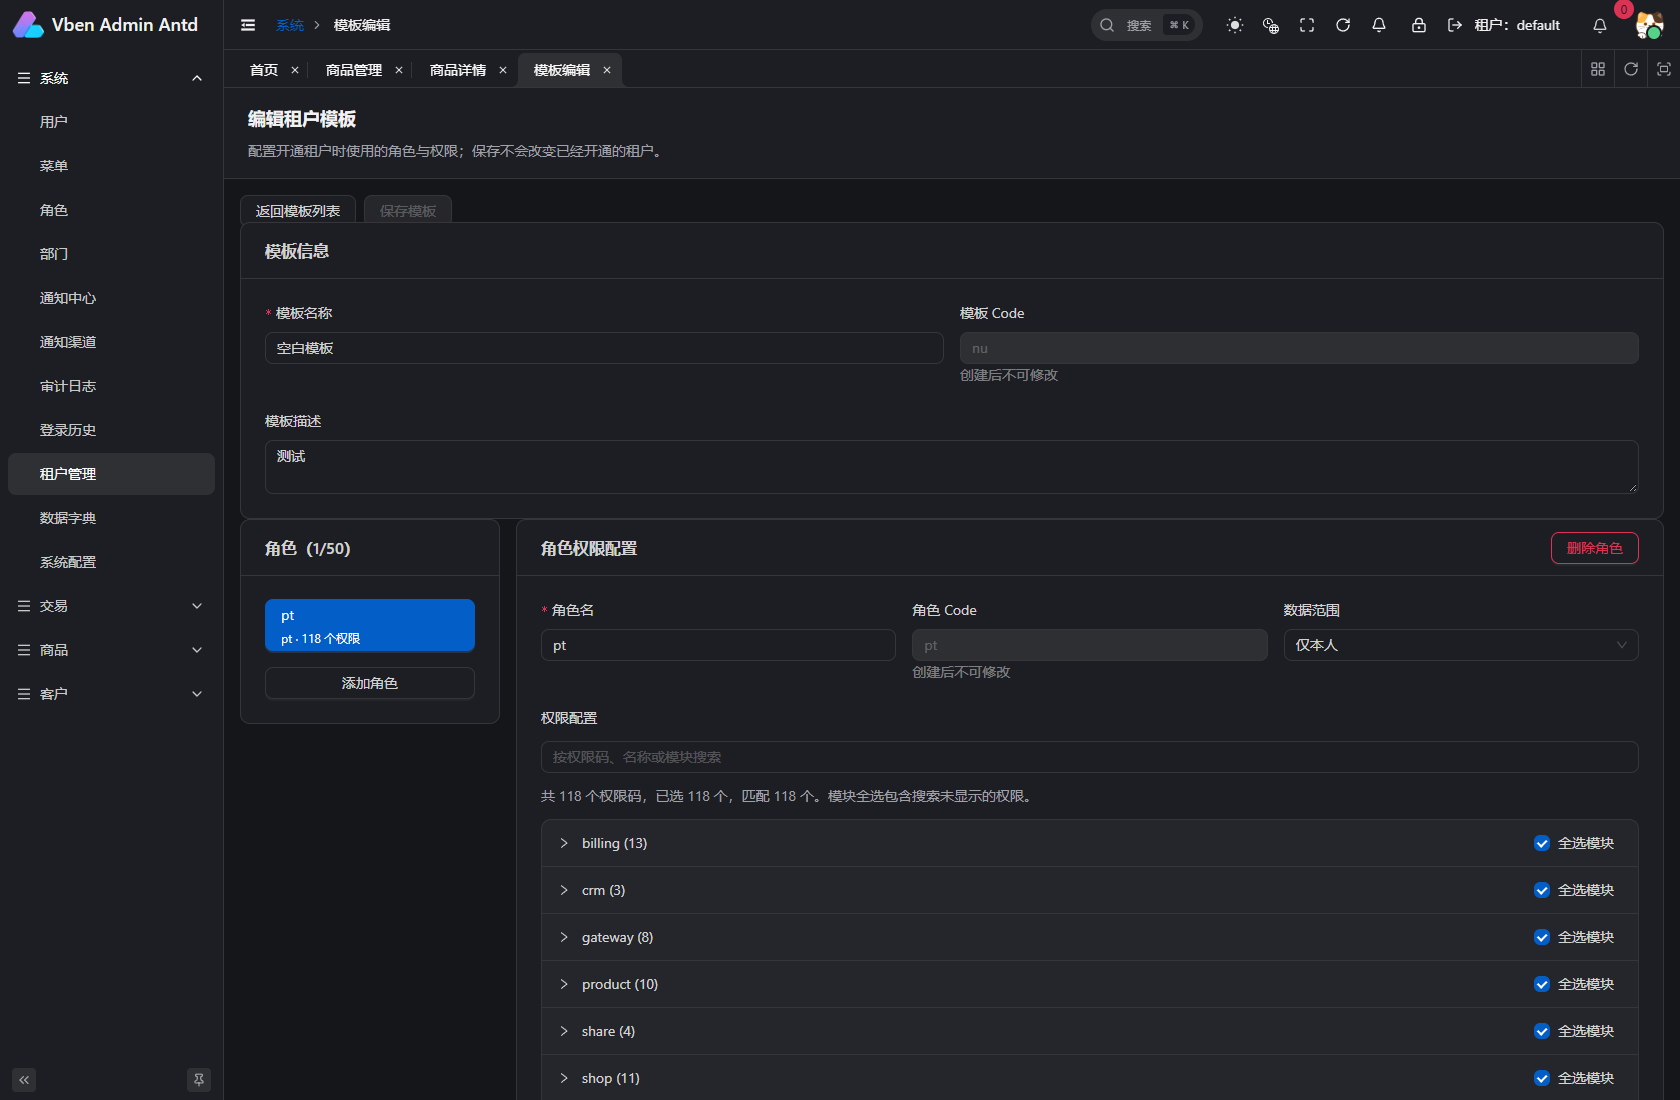 Vben Admin Antd
系统 > 模板编辑
搜索 ⌘ K
租户：default
0
首页 ×
商品管理 ×
商品详情 ×
模板编辑 ×
系统
用户
菜单
角色
部门
通知中心
通知渠道
审计日志
登录历史
租户管理
数据字典
系统配置
交易
商品
客户
编辑租户模板
配置开通租户时使用的角色与权限；保存不会改变已经开通的租户。
返回模板列表
保存模板
模板信息
* 模板名称
空白模板
模板 Code
nu
创建后不可修改
模板描述
测试
角色（1/50）
pt
pt · 118 个权限
添加角色
角色权限配置
删除角色
* 角色名
pt
角色 Code
pt
创建后不可修改
数据范围
仅本人
权限配置
按权限码、名称或模块搜索
共 118 个权限码，已选 118 个，匹配 118 个。模块全选包含搜索未显示的权限。
billing (13) 全选模块
crm (3) 全选模块
gateway (8) 全选模块
product (10) 全选模块
share (4) 全选模块
shop (11) 全选模块